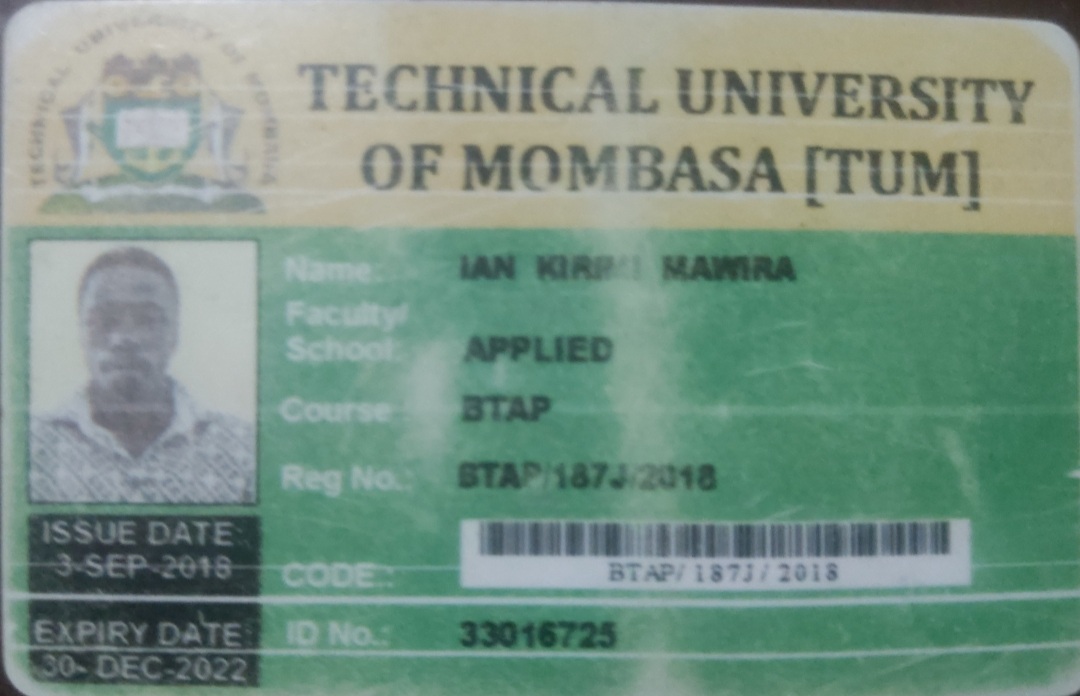 TECHNICAL UNIVERSITY OF MOMBASA
TECHNICAL UNIVERSITY
OF MOMBASA [TUM]
Name: IAN MAWIRA
Faculty/
School: APPLIED
Course BTAP
Reg No.: BTAP/187J/2018
CODE.: BTAP/187J/2018
ID No.: 33016725
ISSUE DATE:
3-SEP-2018
EXPIRY DATE:
30-DEC-2022